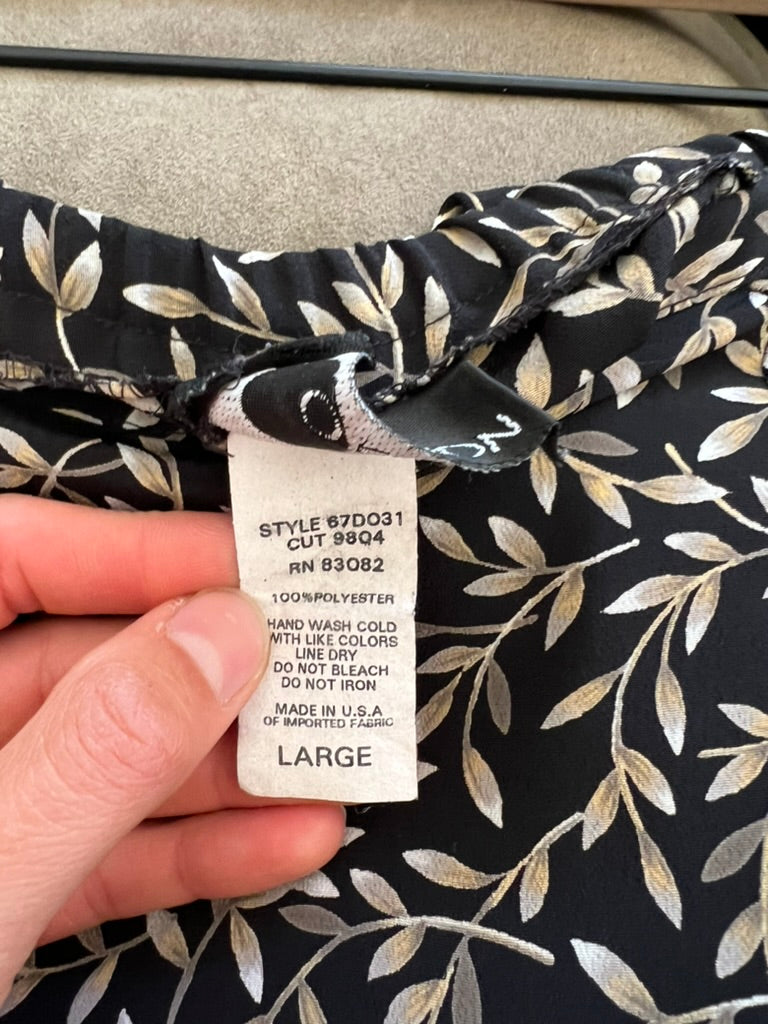 STYLE 67D031
CUT 9804
RN 83082
100%POLYESTER
HAND WASH COLD
WITH LIKE COLORS
LINE DRY
DO NOT BLEACH
DO NOT IRON
MADE IN U.S.A
OF IMPORTED FABRIC
LARGE